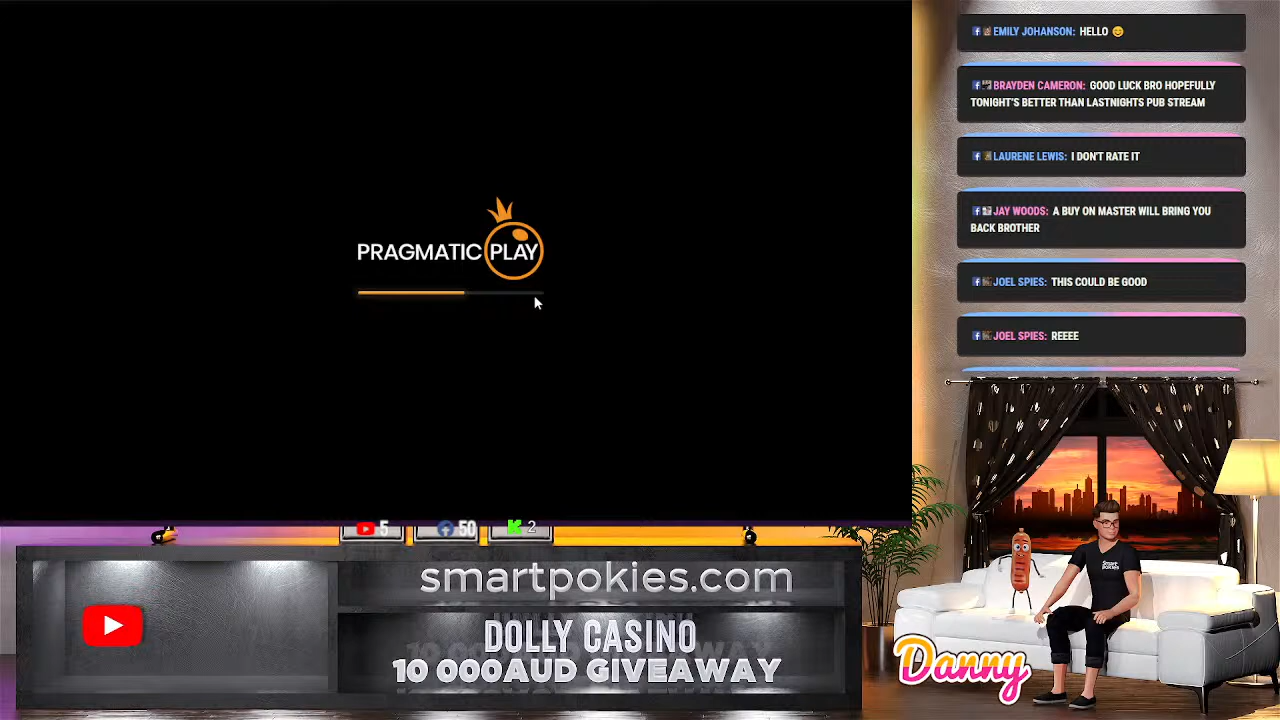 PRAGMATIC PLAY
EMILY JOHANSON: HELLO 😊
BRAYDEN CAMERON: GOOD LUCK BRO HOPEFULLY
TONIGHT'S BETTER THAN LASTNIGHTS PUB STREAM
LAURENE LEWIS: I DON'T RATE IT
JAY WOODS: A BUY ON MASTER WILL BRING YOU
BACK BROTHER
JOEL SPIES: THIS COULD BE GOOD
JOEL SPIES: REEEE
5
50
2
smartpokies.com
DOLLY CASINO
10 000AUD GIVEAWAY
Smart
Pokies
Danny